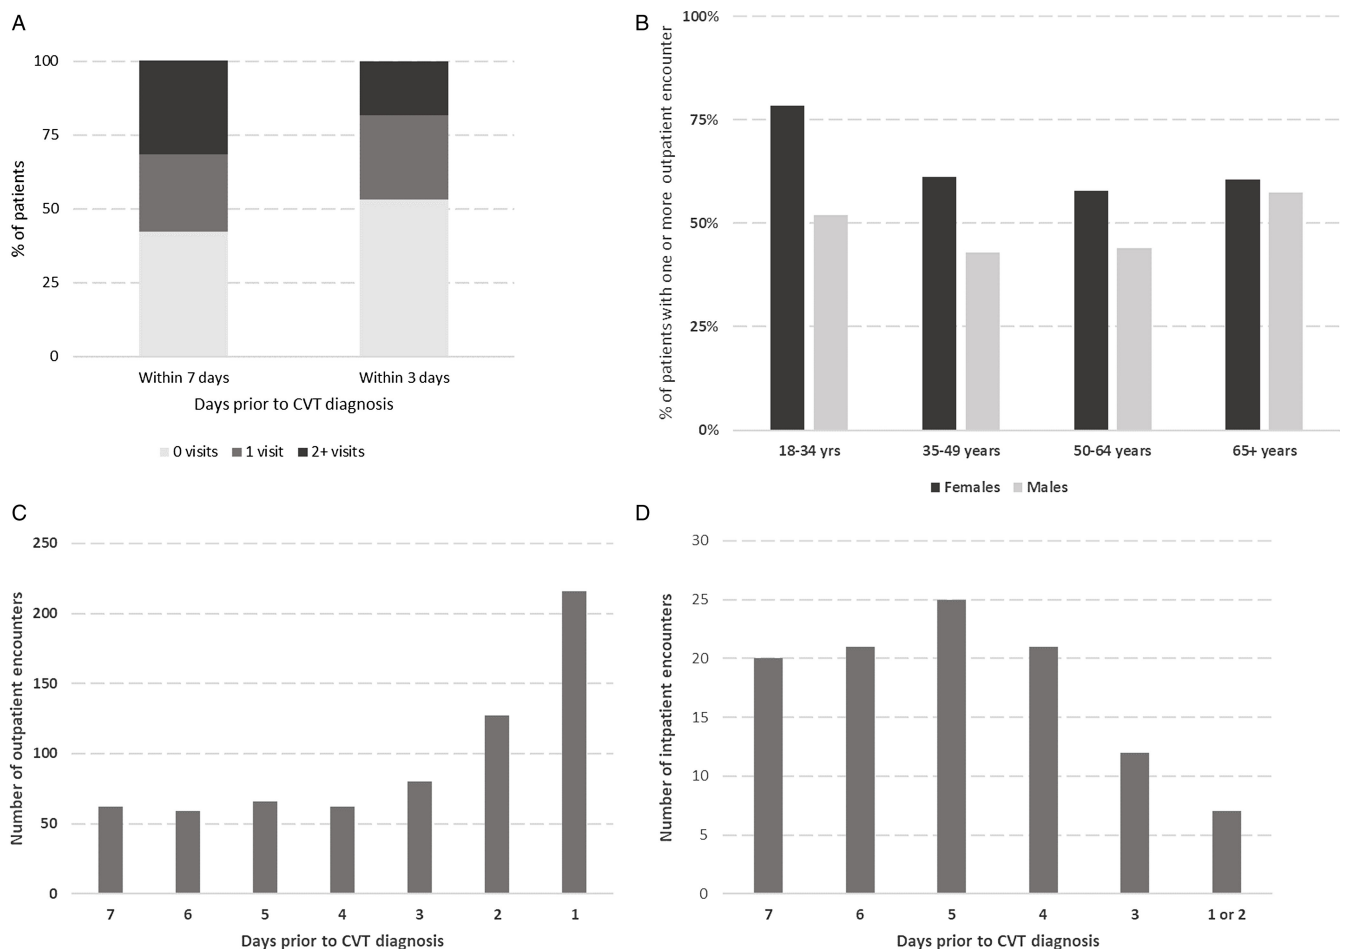 A
100
75
50
25
0
% of patients
Within 7 days Within 3 days
Days prior to CVT diagnosis
0 visits 1 visit 2+ visits
B
100%
75%
50%
25%
0%
% of patients with one or more outpatient encounter
18-34 yrs 35-49 years 50-64 years 65+ years
Females Males
C
250
200
150
100
50
0
Number of outpatient encounters
7 6 5 4 3 2 1
Days prior to CVT diagnosis
D
30
25
20
15
10
5
0
Number of intpatient encounters
7 6 5 4 3 1 or 2
Days prior to CVT diagnosis